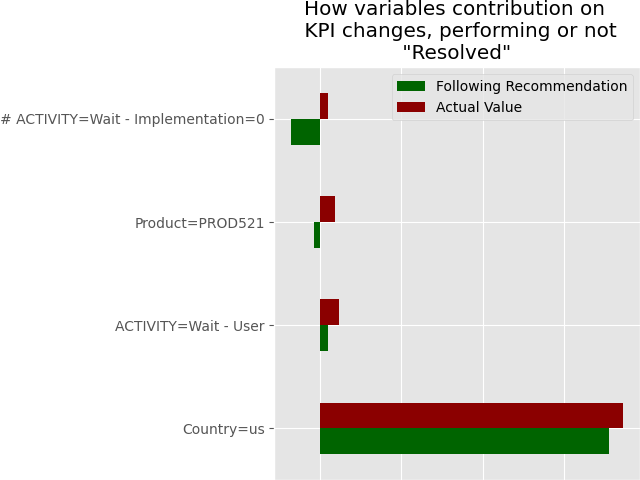 How variables contribution on
KPI changes, performing or not
"Resolved"
Following Recommendation
Actual Value
# ACTIVITY=Wait - Implementation=0
Product=PROD521
ACTIVITY=Wait - User
Country=us